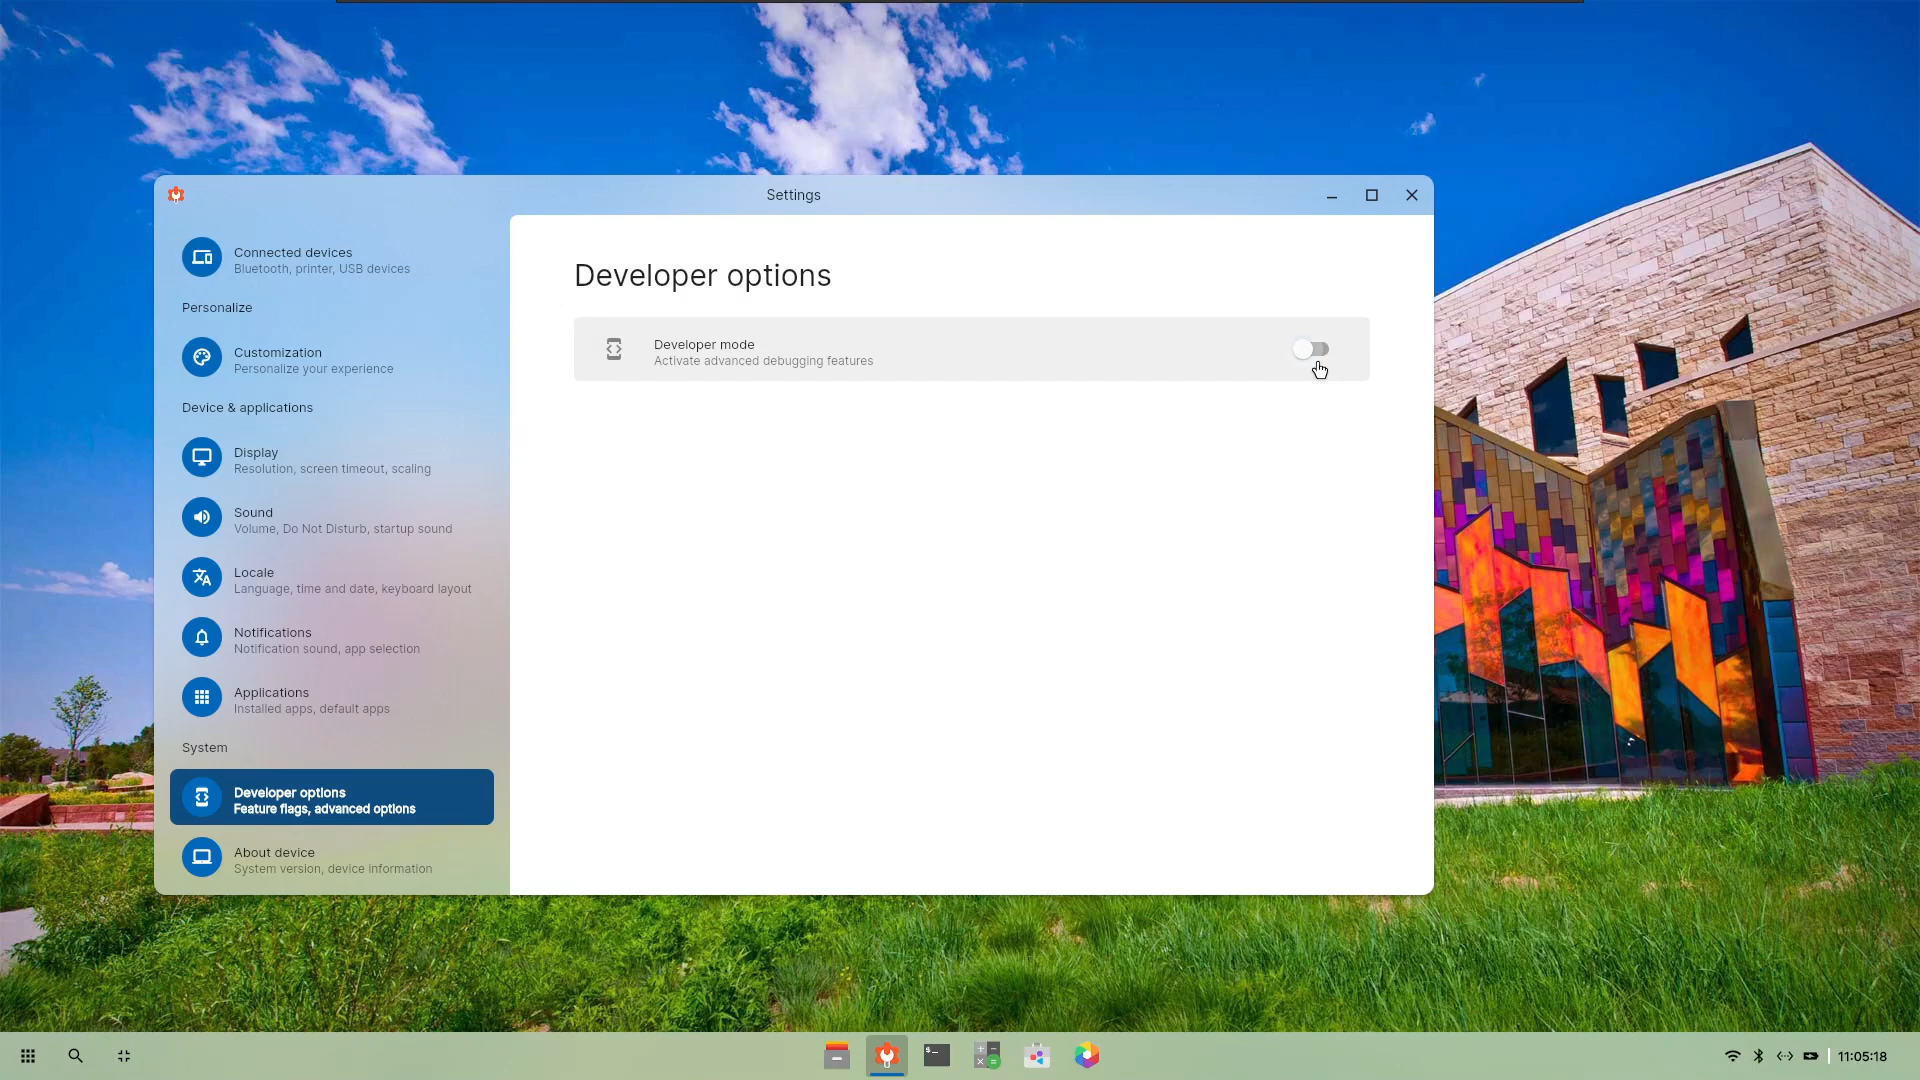 Settings
Connected devices
Bluetooth, printer, USB devices
Personalize
Customization
Personalize your experience
Device & applications
Display
Resolution, screen timeout, scaling
Sound
Volume, Do Not Disturb, startup sound
Locale
Language, time and date, keyboard layout
Notifications
Notification sound, app selection
Applications
Installed apps, default apps
System
Developer options
Feature flags, advanced options
About device
System version, device information
Developer options
Developer mode
Activate advanced debugging features
11:05:18